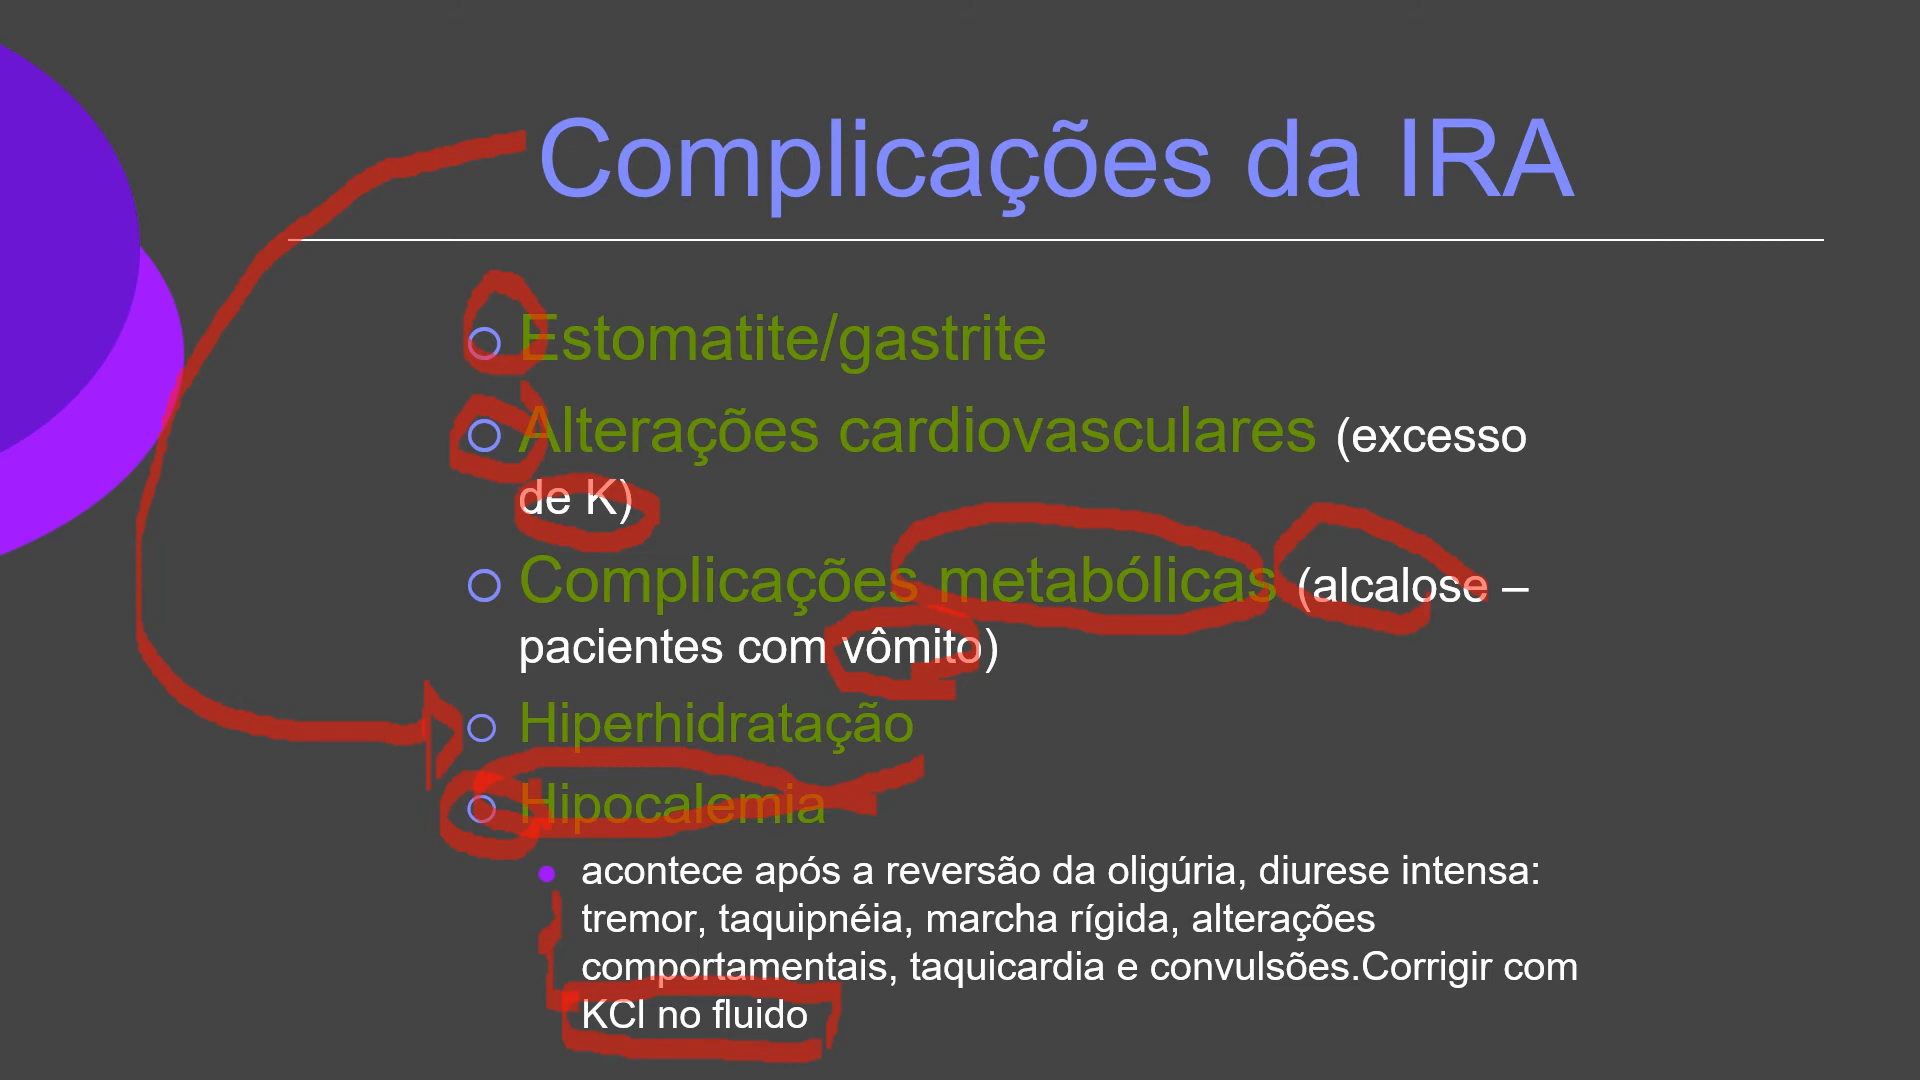 Complicações da IRA
Estomatite/gastrite
Alterações cardiovasculares (excesso
de K)
Complicações metabólicas (alcalose –
pacientes com vômito)
Hiperhidratação
Hipocalemia
acontece após a reversão da oligúria, diurese intensa:
tremor, taquipnéia, marcha rígida, alterações
comportamentais, taquicardia e convulsões.Corrigir com
KCl no fluido